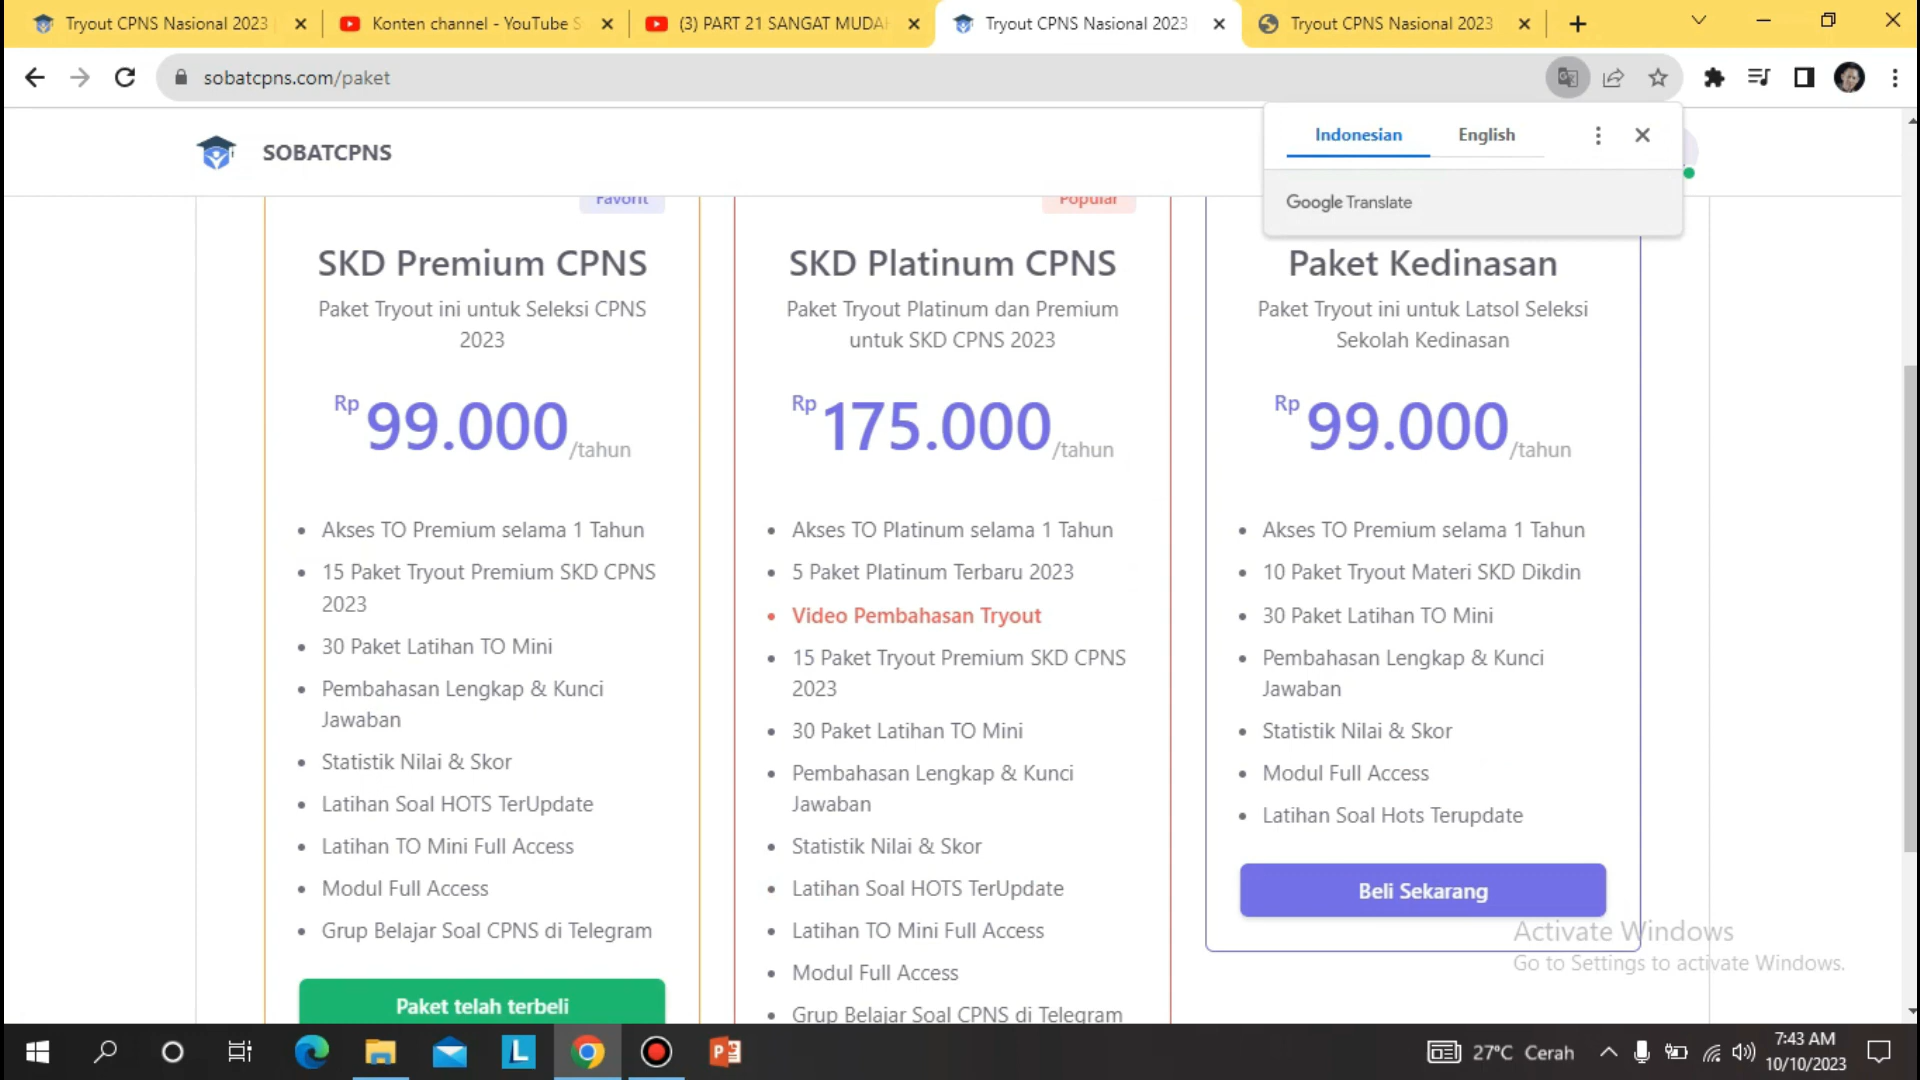 Tryout CPNS Nasional 2023
Konten channel - YouTube S
(3) PART 21 SANGAT MUDAH
Tryout CPNS Nasional 2023
Tryout CPNS Nasional 2023
sobatcpns.com/paket
Indonesian
English
Google Translate
SOBATCPNS
Favorit
SKD Premium CPNS
Paket Tryout ini untuk Seleksi CPNS
2023
Rp 99.000 /tahun
Akses TO Premium selama 1 Tahun
15 Paket Tryout Premium SKD CPNS
2023
30 Paket Latihan TO Mini
Pembahasan Lengkap & Kunci
Jawaban
Statistik Nilai & Skor
Latihan Soal HOTS TerUpdate
Latihan TO Mini Full Access
Modul Full Access
Grup Belajar Soal CPNS di Telegram
Paket telah terbeli
Popular
SKD Platinum CPNS
Paket Tryout Platinum dan Premium
untuk SKD CPNS 2023
Rp 175.000 /tahun
Akses TO Platinum selama 1 Tahun
5 Paket Platinum Terbaru 2023
Video Pembahasan Tryout
15 Paket Tryout Premium SKD CPNS
2023
30 Paket Latihan TO Mini
Pembahasan Lengkap & Kunci
Jawaban
Statistik Nilai & Skor
Latihan Soal HOTS TerUpdate
Latihan TO Mini Full Access
Modul Full Access
Grup Belajar Soal CPNS di Telegram
Paket Kedinasan
Paket Tryout ini untuk Latsol Seleksi
Sekolah Kedinasan
Rp 99.000 /tahun
Akses TO Premium selama 1 Tahun
10 Paket Tryout Materi SKD Dikdin
30 Paket Latihan TO Mini
Pembahasan Lengkap & Kunci
Jawaban
Statistik Nilai & Skor
Modul Full Access
Latihan Soal Hots Terupdate
Beli Sekarang
Activate Windows
Go to Settings to activate Windows.
L
P
27°C Cerah
7:43 AM
10/10/2023